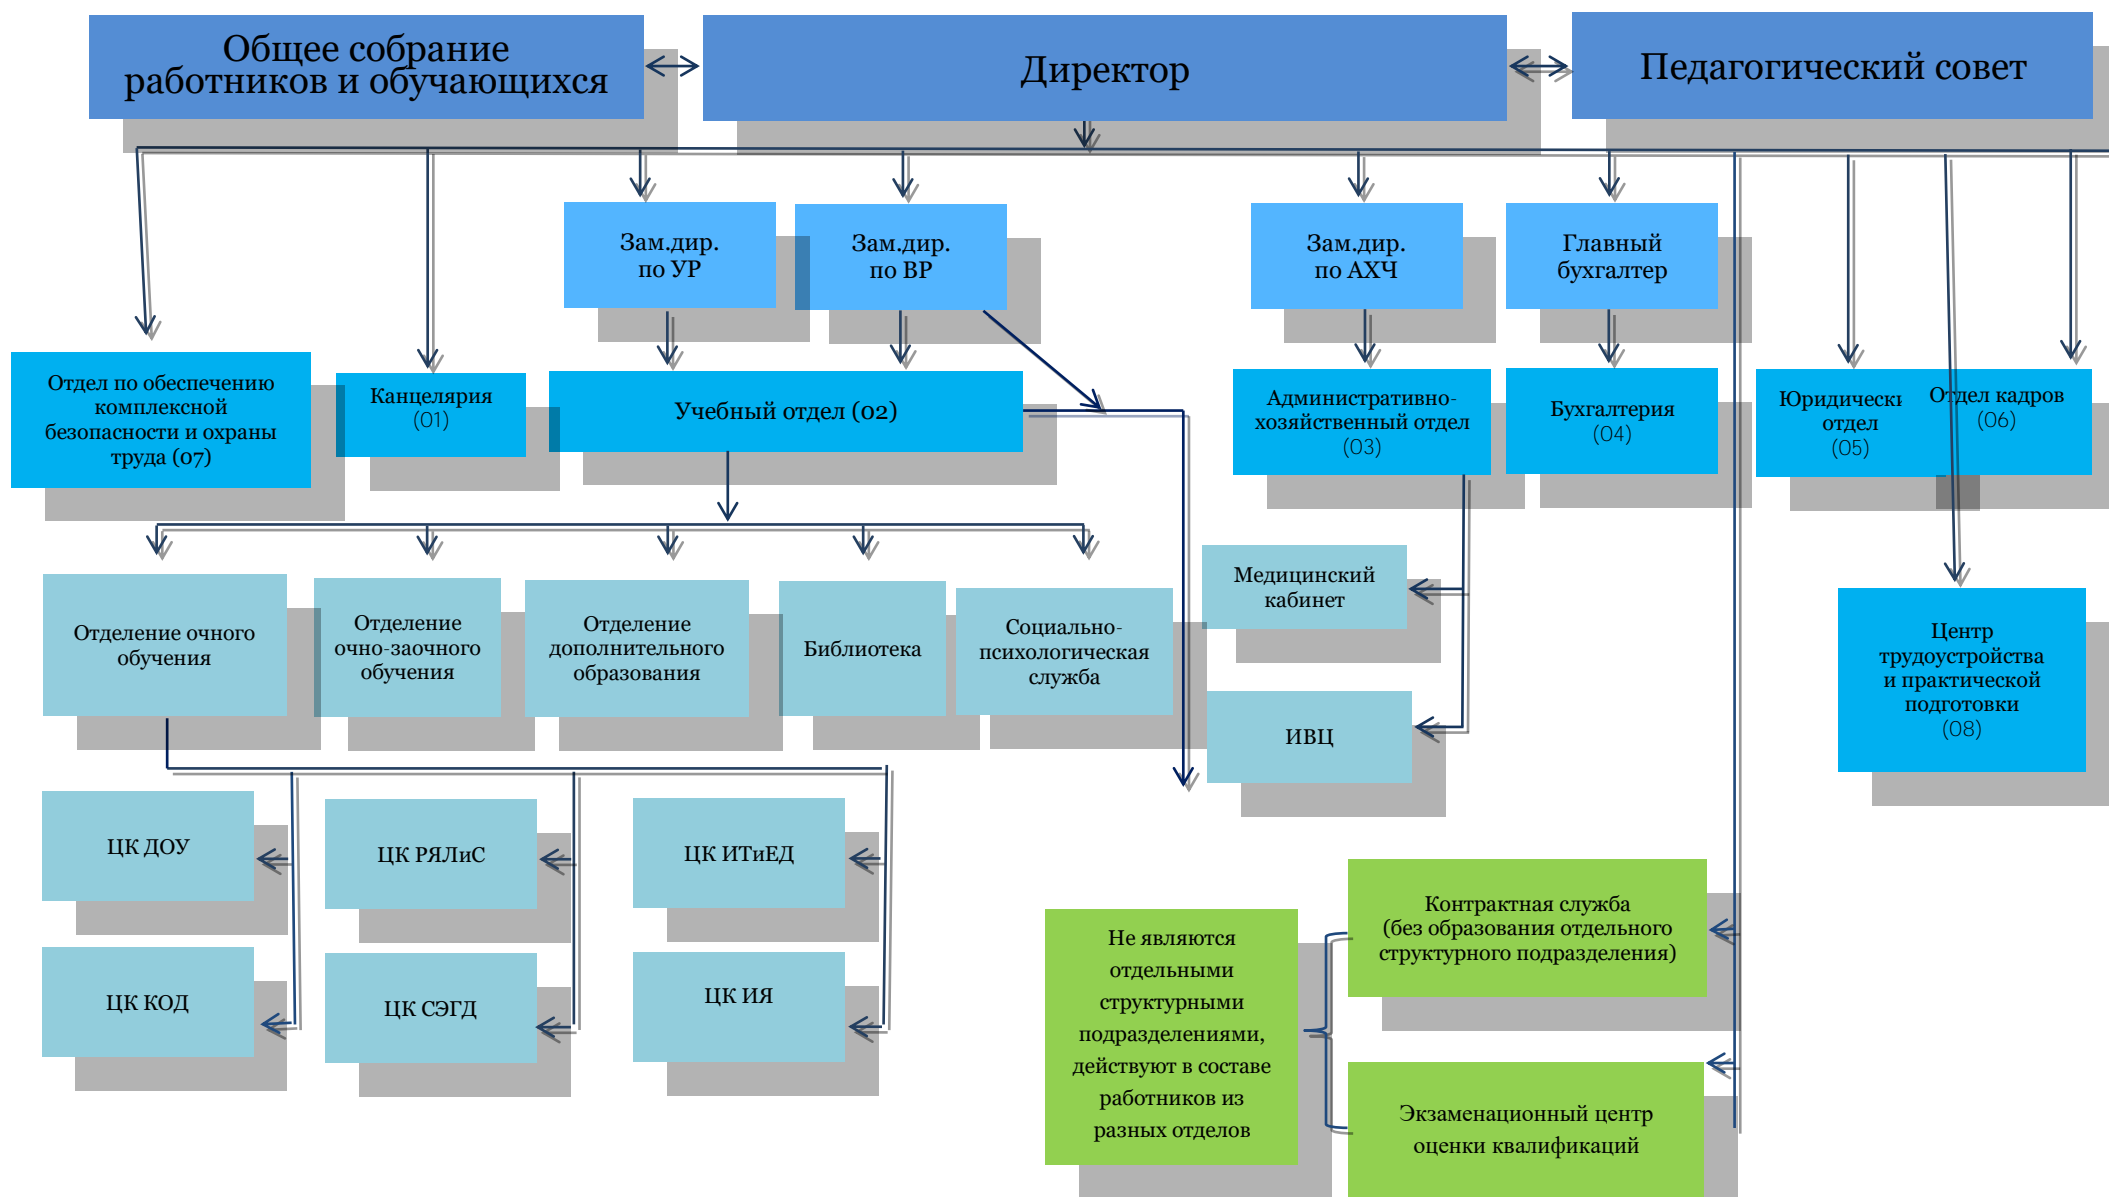 Общее собрание
работников и обучающихся
Директор
Педагогический совет
Зам.дир.
по УР
Зам.дир.
по ВР
Зам.дир.
по АХЧ
Главный
бухгалтер
Отдел по обеспечению
комплексной
безопасности и охраны
труда (07)
Канцелярия
(01)
Учебный отдел (02)
Административно-
хозяйственный отдел
(03)
Бухгалтерия
(04)
Юридически
отдел
(05)
Отдел кадров
(06)
Отделение очного
обучения
Отделение
очно-заочного
обучения
Отделение
дополнительного
образования
Библиотека
Социально-
психологическая
служба
Медицинский
кабинет
ИВЦ
Центр
трудоустройства
и практической
подготовки
(08)
ЦК ДОУ
ЦК РЯЛиС
ЦК ИТиЕД
ЦК КОД
ЦК СЭГД
ЦК ИЯ
Не являются
отдельными
структурными
подразделениями,
действуют в составе
работников из
разных отделов
Контрактная служба
(без образования отдельного
структурного подразделения)
Экзаменационный центр
оценки квалификаций